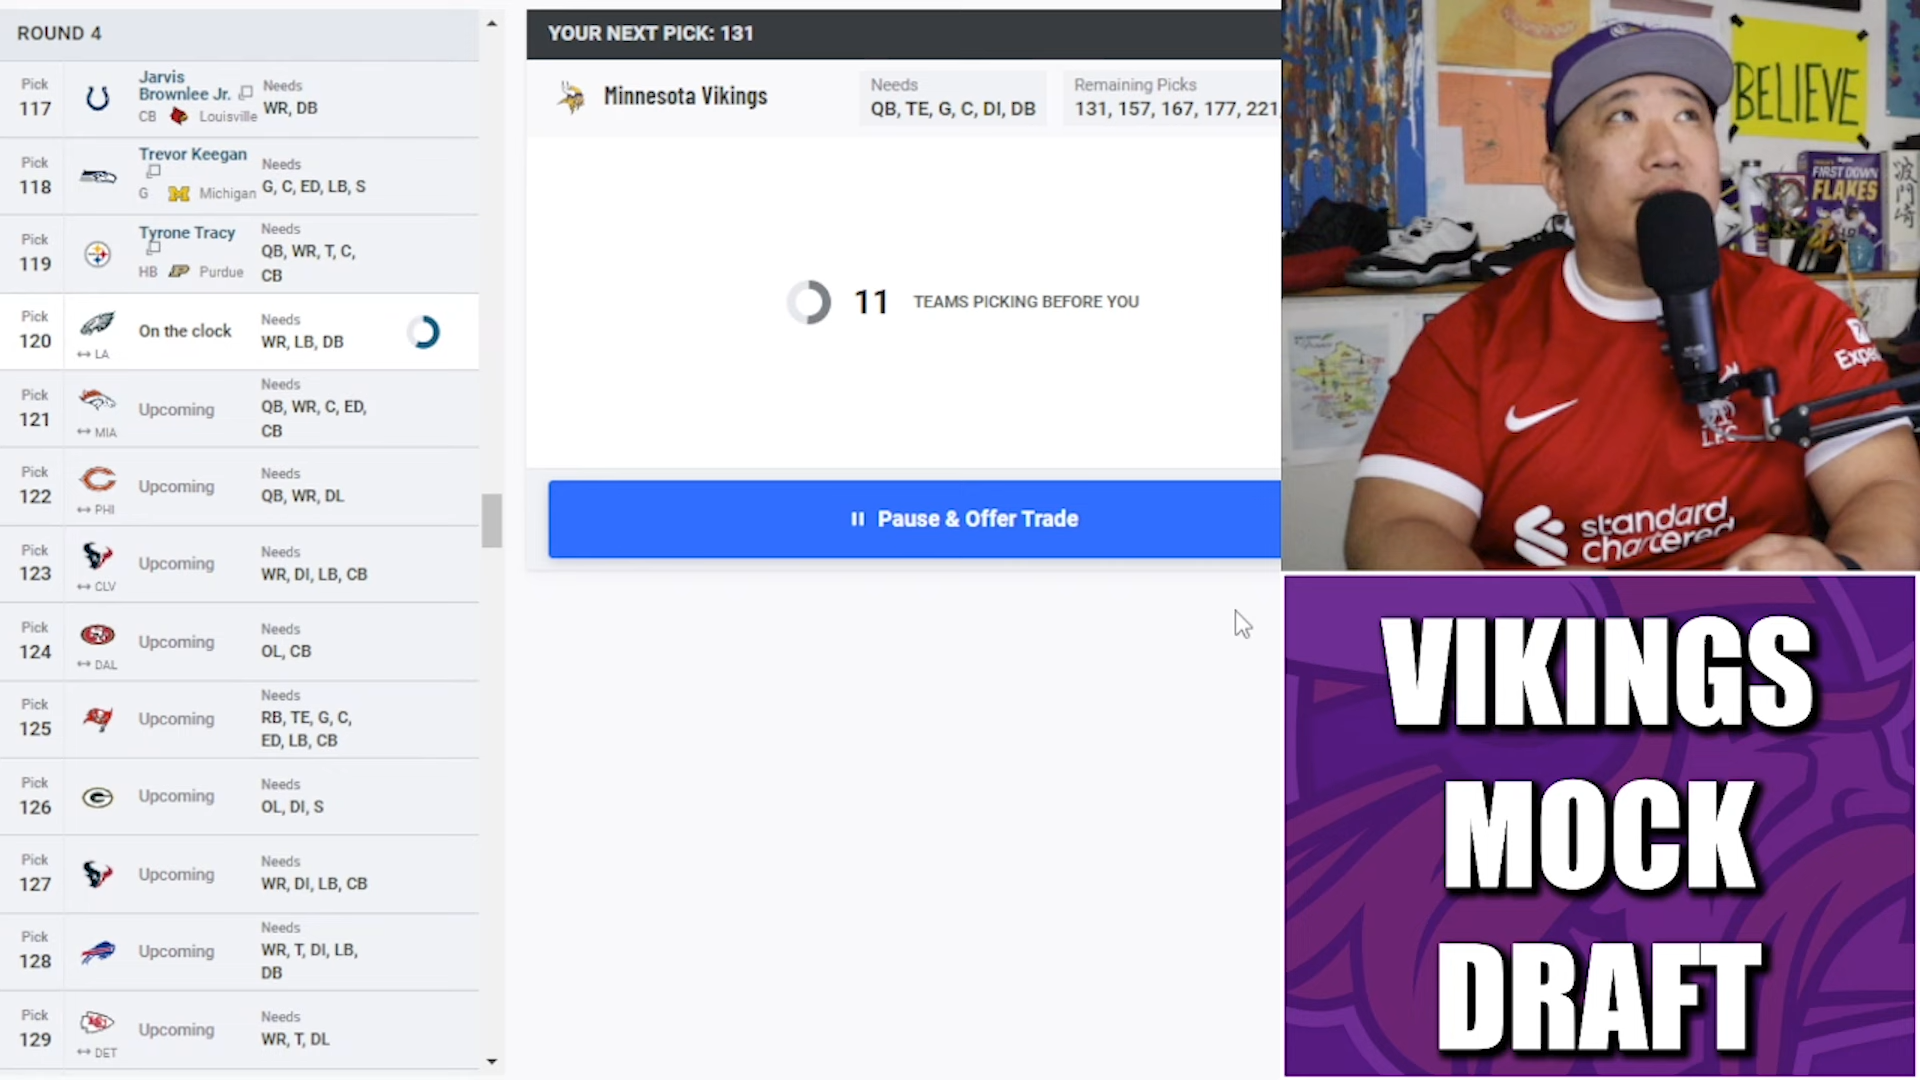 ROUND 4
Pick
117
Jarvis
Brownlee Jr.
CB Louisville
Needs
WR, DB
Pick
118
Trevor Keegan
G Michigan
Needs
G, C, ED, LB, S
Pick
119
Tyrone Tracy
HB Purdue
Needs
QB, WR, T, C,
CB
Pick
120
LA
On the clock
Needs
WR, LB, DB
Pick
121
MIA
Upcoming
Needs
QB, WR, C, ED,
CB
Pick
122
PHI
Upcoming
Needs
QB, WR, DL
Pick
123
CLV
Upcoming
Needs
WR, DI, LB, CB
Pick
124
DAL
Upcoming
Needs
OL, CB
Pick
125
Upcoming
Needs
RB, TE, G, C,
ED, LB, CB
Pick
126
Upcoming
Needs
OL, DI, S
Pick
127
Upcoming
Needs
WR, DI, LB, CB
Pick
128
Upcoming
Needs
WR, T, DI, LB,
DB
Pick
129
DET
Upcoming
Needs
WR, T, DL
YOUR NEXT PICK: 131
Minnesota Vikings
Needs
QB, TE, G, C, DI, DB
Remaining Picks
131, 157, 167, 177, 221,
11 TEAMS PICKING BEFORE YOU
Pause & Offer Trade
BELIEVE
FIRST DOWN
FLAKES
波
門
崎
Expe
L.F.C.
standard
chartered
VIKINGS
MOCK
DRAFT